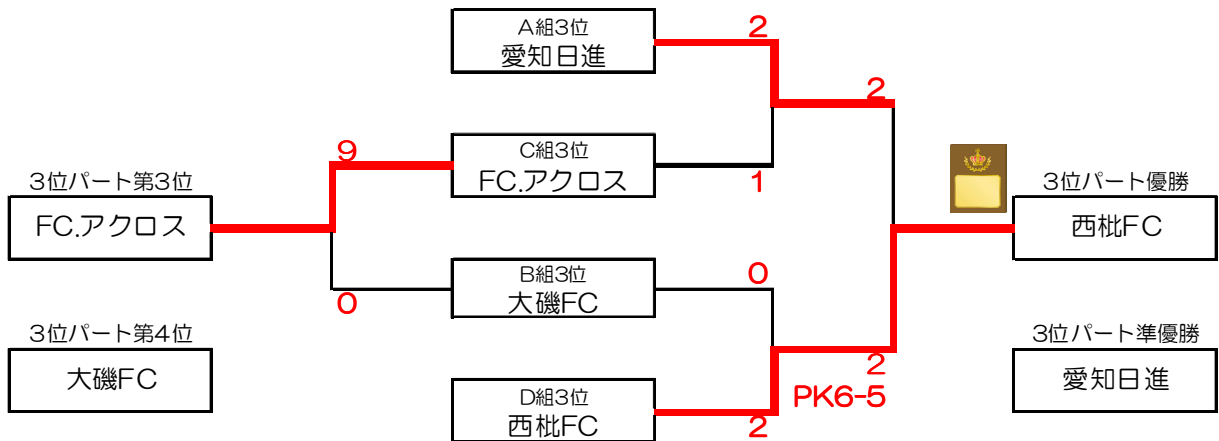 A組3位
愛知日進
2
2
C組3位
FC.アクロス
9
1
3位パート第3位
FC.アクロス
3位パート優勝
西枇FC
B組3位
大磯FC
0
0
3位パート第4位
大磯FC
3位パート準優勝
愛知日進
2
PK6-5
D組3位
西枇FC
2